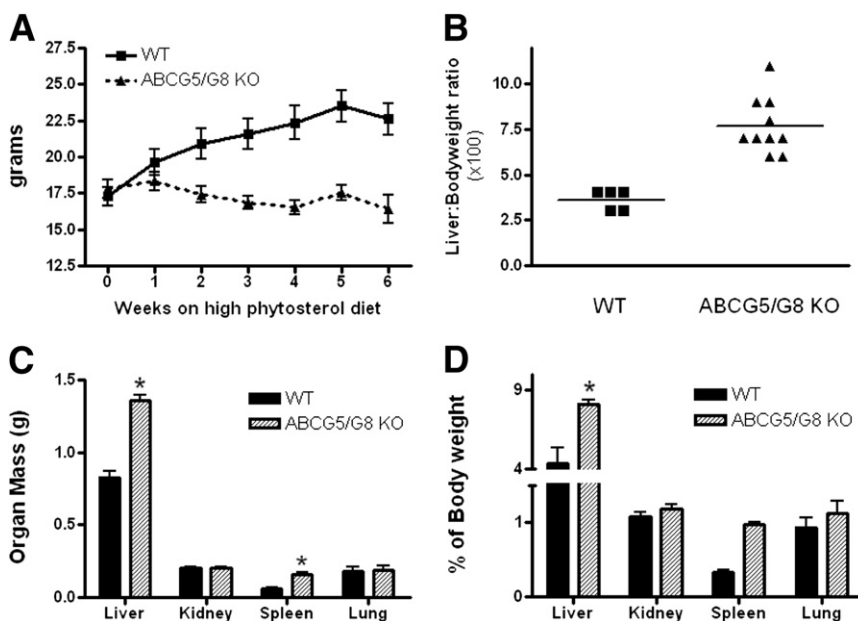 A
27.5
25.0
22.5
20.0
17.5
15.0
12.5
grams
WT
ABCG5/G8 KO
0 1 2 3 4 5 6
Weeks on high phytosterol diet
B
Liver:Bodyweight ratio
(x100)
10.0
7.5
5.0
2.5
0.0
WT ABCG5/G8 KO
C
Organ Mass (g)
1.5
1.0
0.5
0.0
*
*
WT
ABCG5/G8 KO
Liver Kidney Spleen Lung
D
% of Body weight
9
4
1
0
*
WT
ABCG5/G8 KO
Liver Kidney Spleen Lung